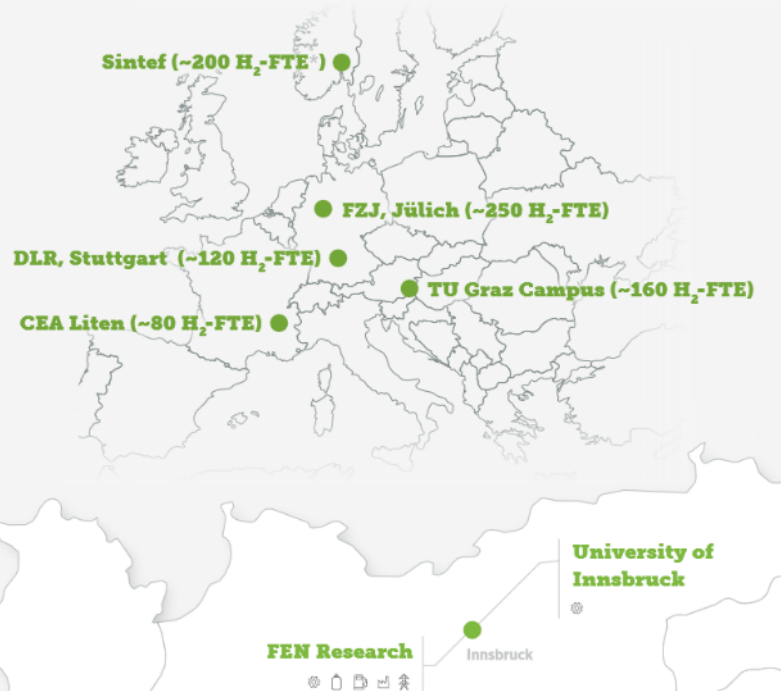 Sintef (~200 H₂-FTE*)
FZJ, Jülich (~250 H₂-FTE)
DLR, Stuttgart (~120 H₂-FTE)
TU Graz Campus (~160 H₂-FTE)
CEA Liten (~80 H₂-FTE)
University of
Innsbruck
FEN Research
Innsbruck